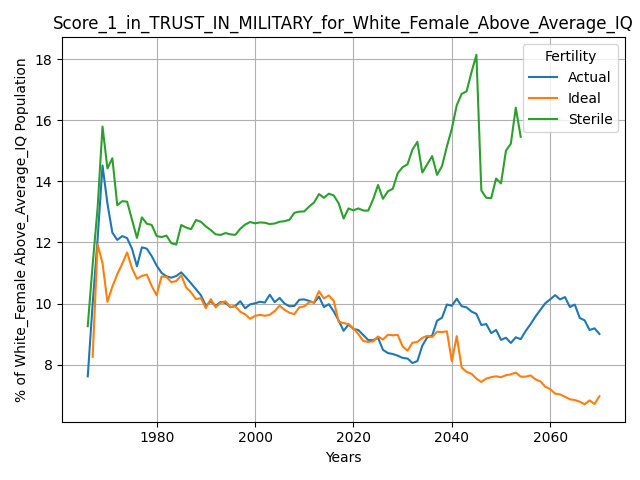 Score_1_in_TRUST_IN_MILITARY_for_White_Female_Above_Average_IQ
% of White_Female Above_Average_IQ Population
18
16
14
12
10
8
Fertility
Actual
Ideal
Sterile
1980
2000
2020
2040
2060
Years